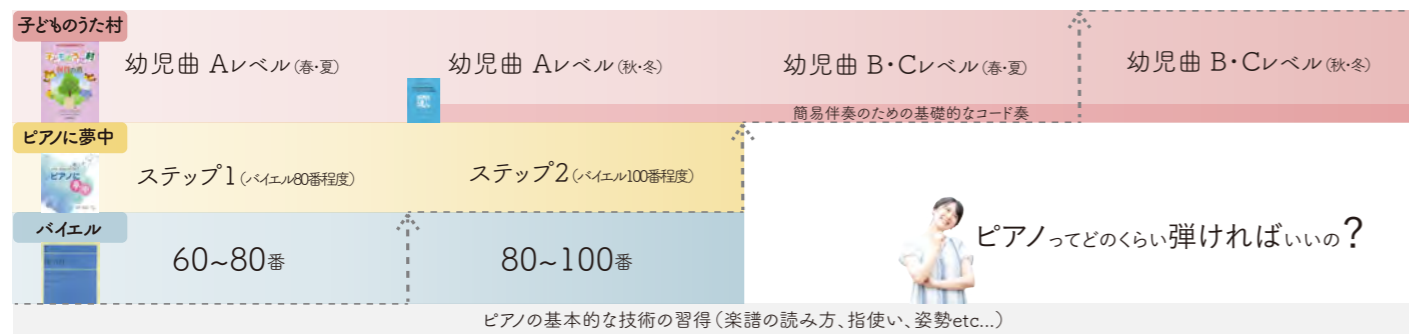 子どものうた村
幼児曲 Aレベル(春・夏)
幼児曲 Aレベル(秋・冬)
幼児曲 B・Cレベル(春・夏)
幼児曲 B・Cレベル(秋・冬)
簡易伴奏のための基礎的なコード奏
ピアノに夢中
ステップ1(バイエル80番程度)
ステップ2(バイエル100番程度)
バイエル
60~80番
80~100番
ピアノってどのくらい弾ければいいの?
ピアノの基本的な技術の習得(楽譜の読み方、指使い、姿勢etc...)